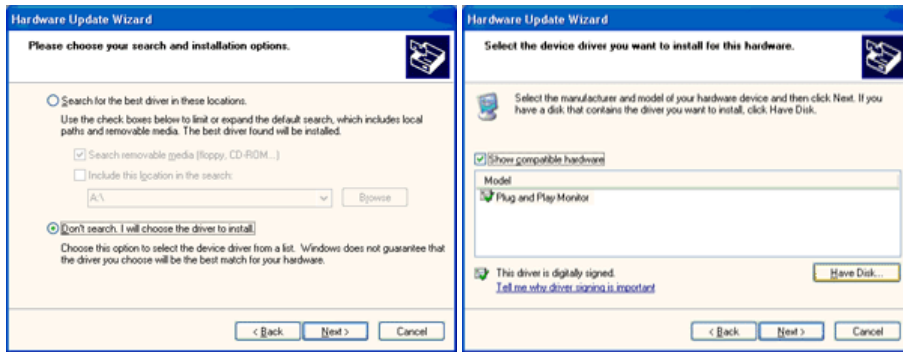 Hardware Update Wizard
Please choose your search and installation options.
Search for the best driver in these locations.
Use the check boxes below to limit or expand the default search, which includes local
paths and removable media. The best driver found will be installed.
Search removable media (floppy, CD-ROM...)
Include this location in the search:
A:\
Browse
Don't search. I will choose the driver to install.
Choose this option to select the device driver from a list. Windows does not guarantee that
the driver you choose will be the best match for your hardware.
< Back
Next >
Cancel
Hardware Update Wizard
Select the device driver you want to install for this hardware.
Select the manufacturer and model of your hardware device and then click Next. If you
have a disk that contains the driver you want to install, click Have Disk.
Show compatible hardware
Model
Plug and Play Monitor
This driver is digitally signed.
Tell me why driver signing is important
Have Disk...
< Back
Next >
Cancel